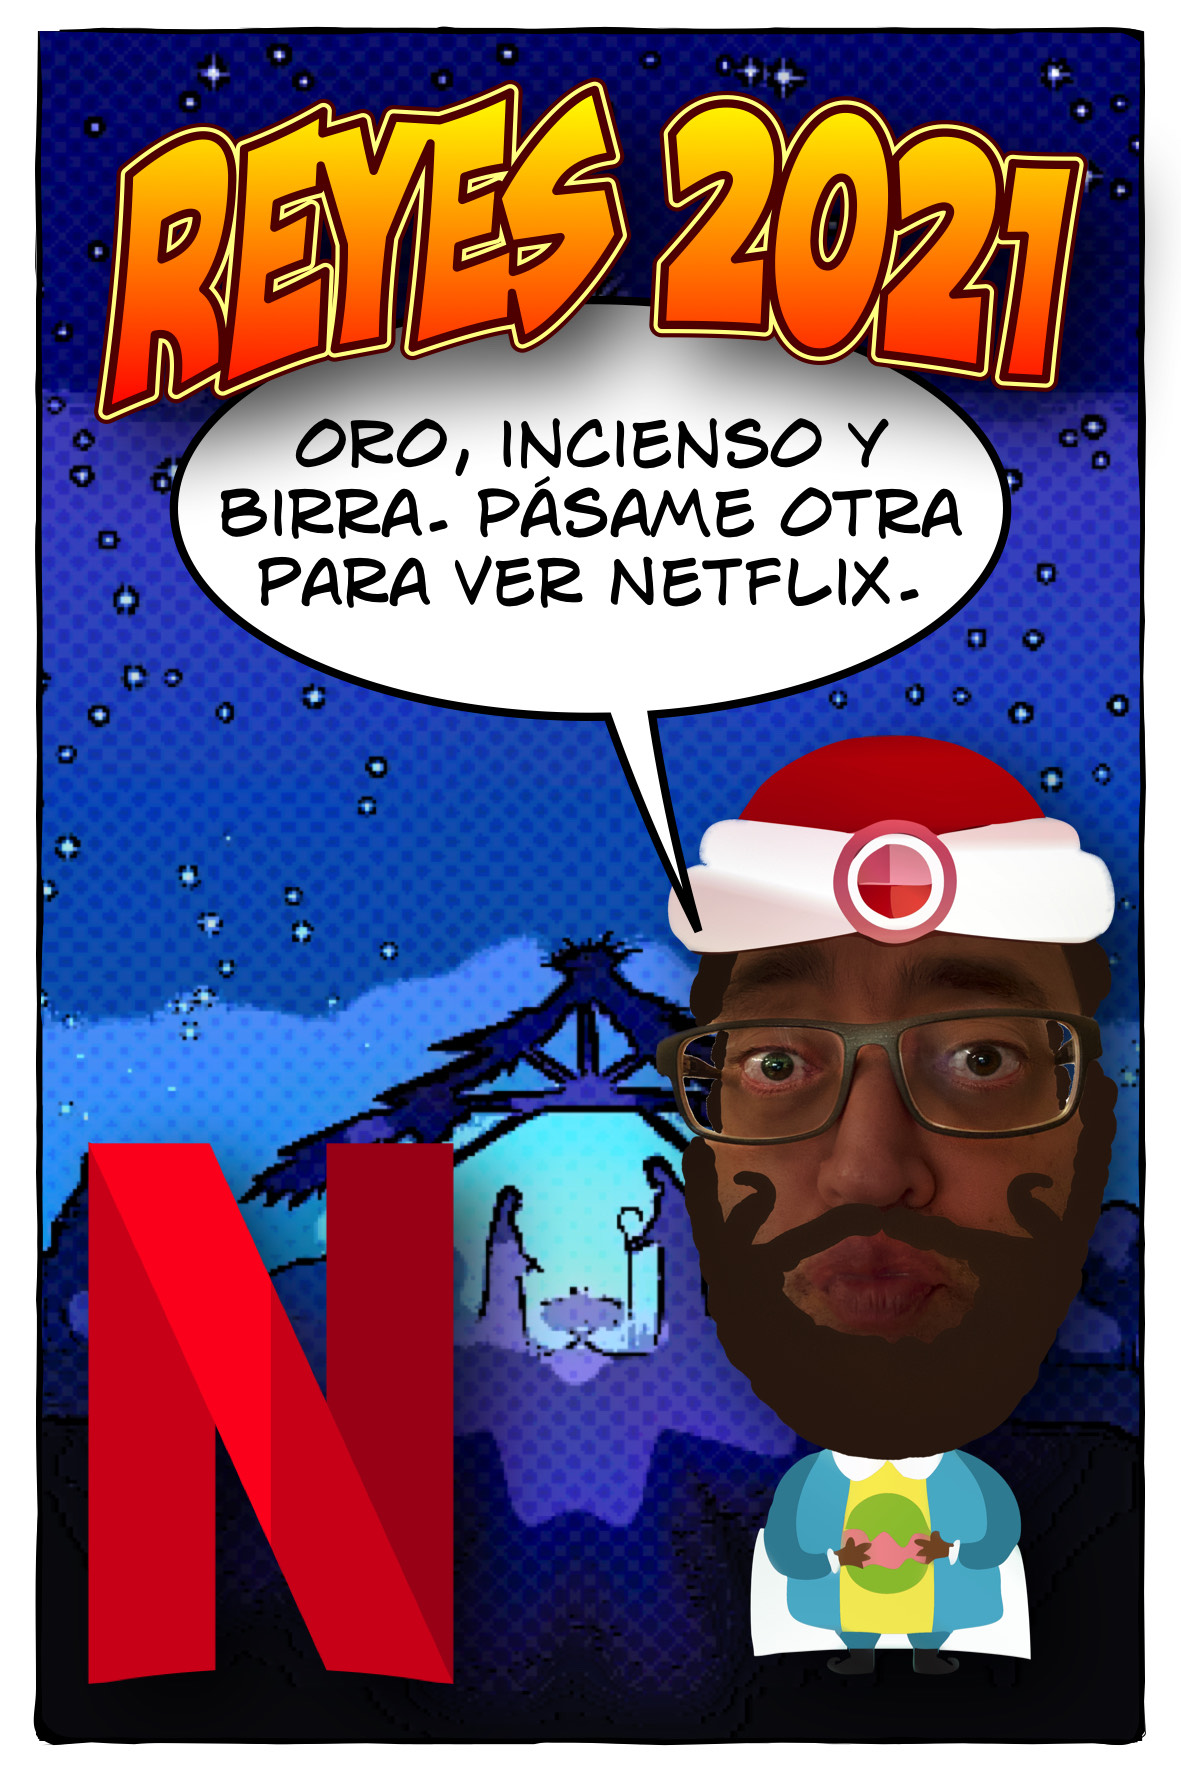 REYES 2021
ORO, INCIENSO Y
BIRRA. PÁSAME OTRA
PARA VER NETFLIX.
N